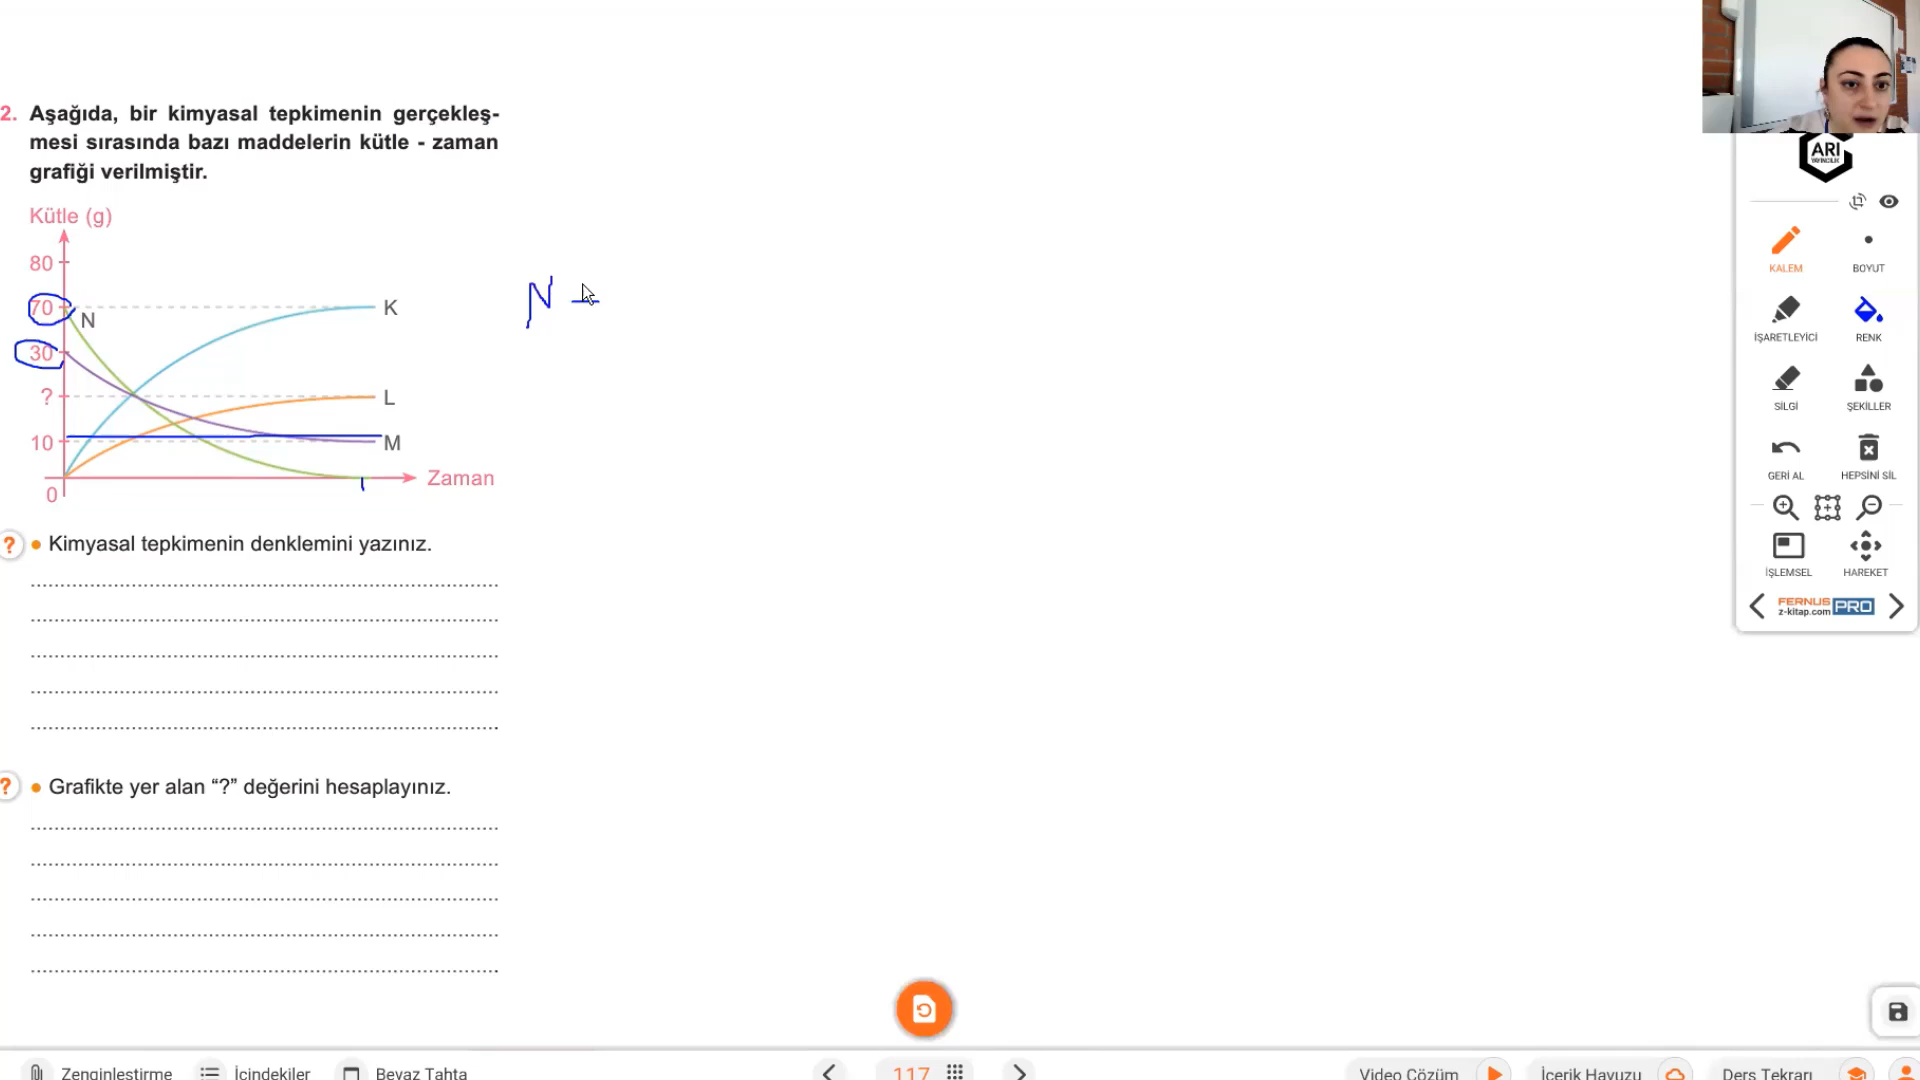 2. Aşağıda, bir kimyasal tepkimenin gerçekleş-
mesi sırasında bazı maddelerin kütle - zaman
grafiği verilmiştir.
Kütle (g)
80
70
N
K
30
?
L
10
M
0
Zaman
N
? • Kimyasal tepkimenin denklemini yazınız.
? • Grafikte yer alan “?” değerini hesaplayınız.
ARI
YAYINCILIK
KALEM
BOYUT
İŞARETLEYİCİ
RENK
SİLGİ
ŞEKİLLER
GERİ AL
HEPSİNİ SİL
İŞLEMSEL
HAREKET
FERNUS
z-kitap.com PRO
Zenginleştirme
İçindekiler
Beyaz Tahta
117
Video Çözüm
İçerik Havuzu
Ders Tekrarı